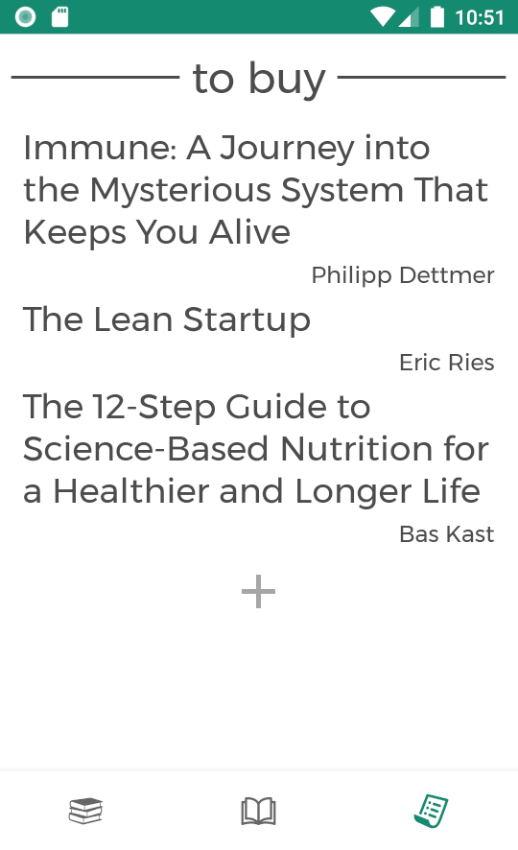 10:51
to buy
Immune: A Journey into
the Mysterious System That
Keeps You Alive
Philipp Dettmer
The Lean Startup
Eric Ries
The 12-Step Guide to
Science-Based Nutrition for
a Healthier and Longer Life
Bas Kast